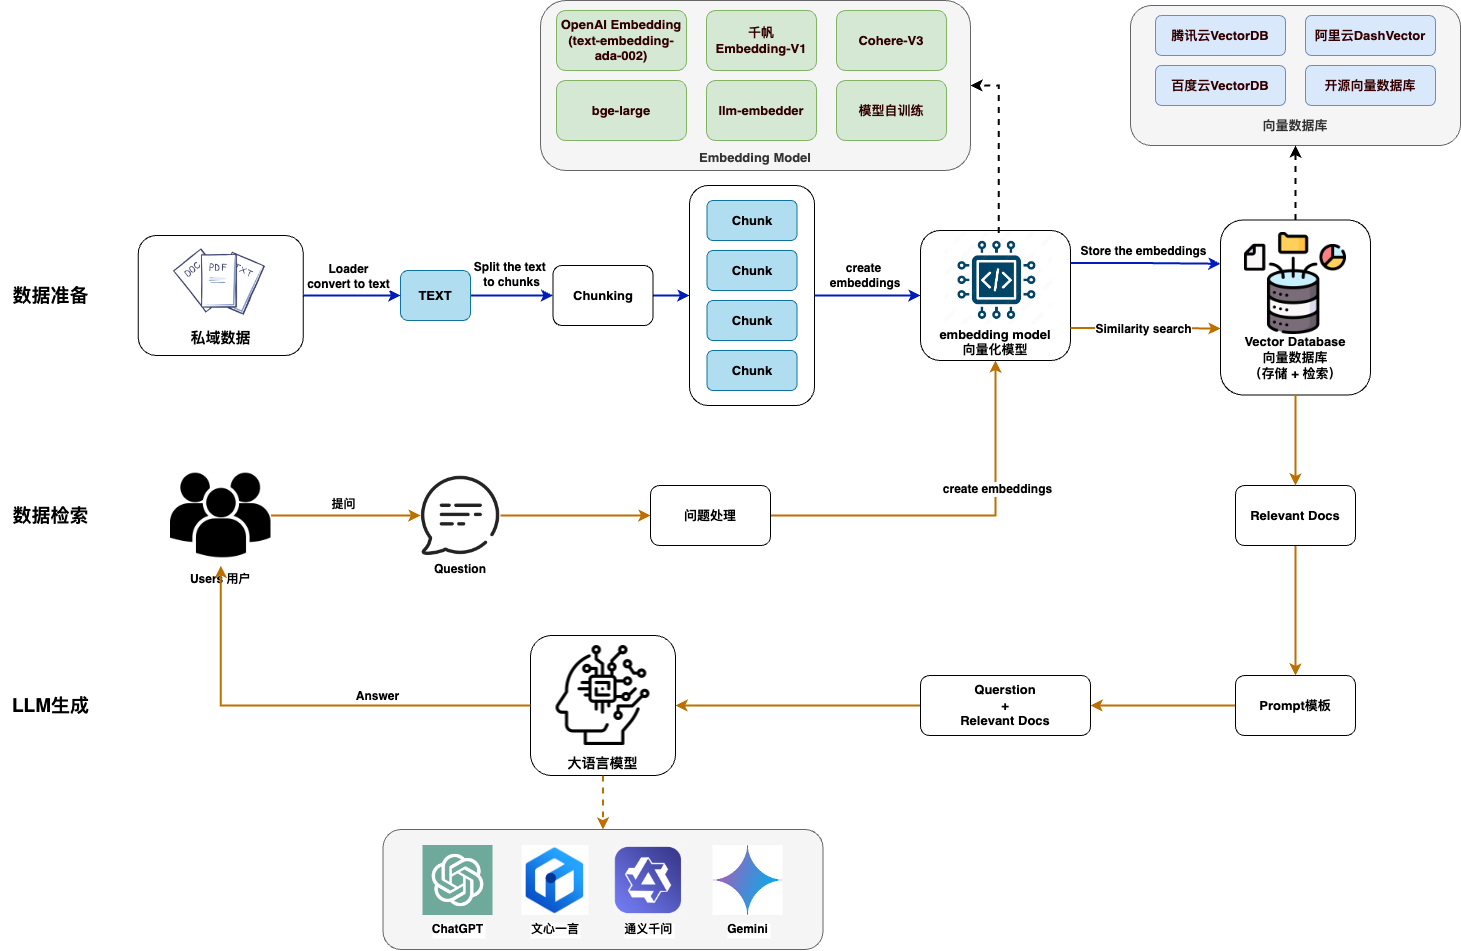 OpenAI Embedding
(text-embedding-
ada-002)
千帆
Embedding-V1
Cohere-V3
bge-large
llm-embedder
模型自训练
Embedding Model
腾讯云VectorDB
阿里云DashVector
百度云VectorDB
开源向量数据库
向量数据库
数据准备
DOC
PDF
TXT
私域数据
Loader
convert to text
TEXT
Split the text
to chunks
Chunking
Chunk
Chunk
Chunk
Chunk
create
embeddings
embedding model
向量化模型
Store the embeddings
Similarity search
Vector Database
向量数据库
（存储 + 检索）
数据检索
Users 用户
提问
Question
问题处理
create embeddings
Relevant Docs
LLM生成
Answer
大语言模型
Querstion
+
Relevant Docs
Prompt模板
ChatGPT
文心一言
通义千问
Gemini